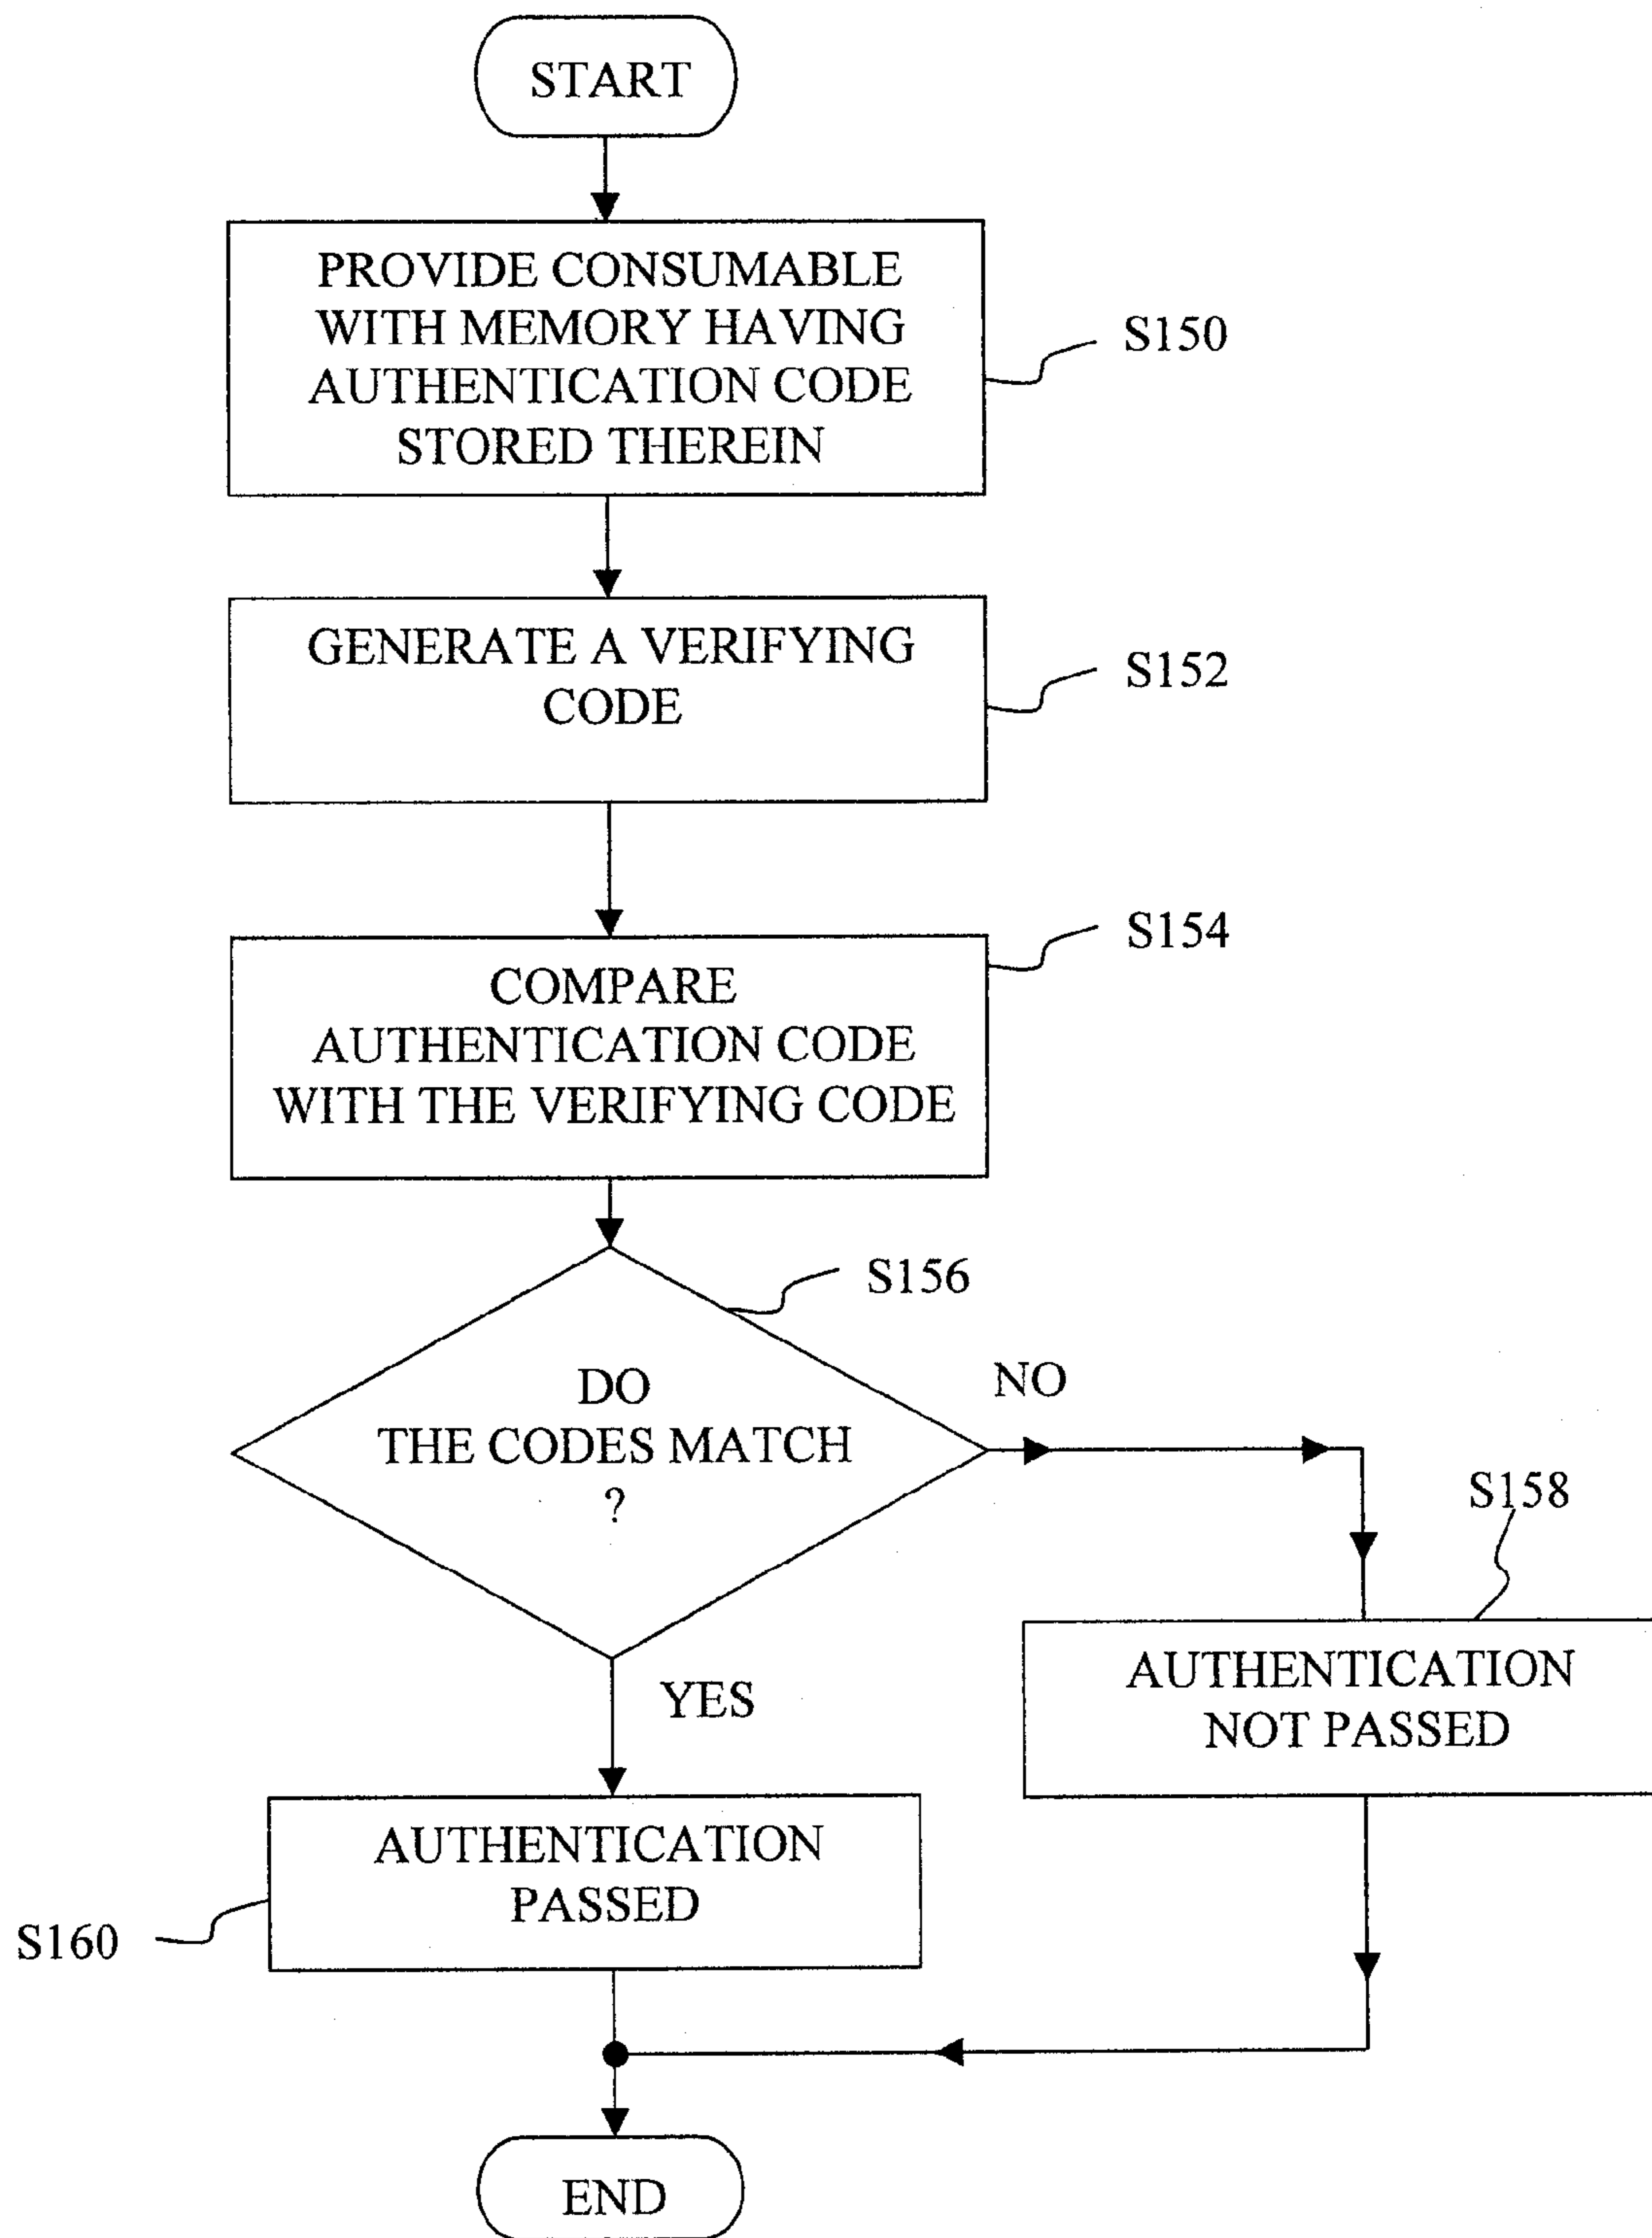 START
PROVIDE CONSUMABLE
WITH MEMORY HAVING
AUTHENTICATION CODE
STORED THEREIN
S150
GENERATE A VERIFYING
CODE
S152
S154
COMPARE
AUTHENTICATION CODE
WITH THE VERIFYING CODE
S156
DO
THE CODES MATCH
?
NO
S158
AUTHENTICATION
NOT PASSED
YES
AUTHENTICATION
PASSED
S160
END